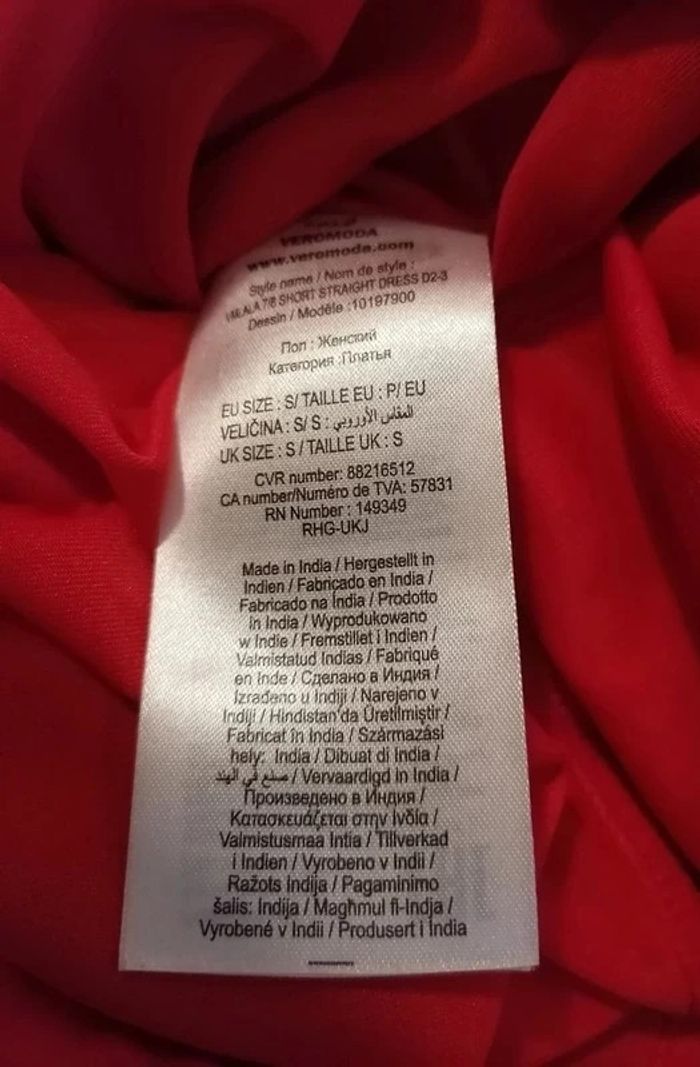 VEROMODA
www.veromoda.com
Style name / Nom de style :
7/8 SHORT STRAIGHT DRESS D2-3
Dessin / Modèle :10197900
Пол : Женский
Категория :Платья
EU SIZE : S/ TAILLE EU : P/ EU
VELIČINA : S/ S : المقاس الأوروبي
UK SIZE : S / TAILLE UK : S
CVR number: 88216512
CA number/Numéro de TVA: 57831
RN Number : 149349
RHG-UKJ
Made in India / Hergestellt in
Indien / Fabricado en India /
Fabricado na Índia / Prodotto
in India / Wyprodukowano
w Indie / Fremstillet i Indien /
Valmistatud Indias / Fabriqué
en Inde / Сделано в Индия /
Izrađeno u Indiji / Narejeno v
Indiji / Hindistan'da Üretilmiştir /
Fabricat în India / Származási
hely: India / Dibuat di India /
صنع في الهند / Vervaardigd in India /
Произведено в Индия /
Κατασκευάζεται στην Ινδία /
Valmistusmaa Intia / Tillverkad
i Indien / Vyrobeno v Indii /
Ražots Indija / Pagaminimo
šalis: Indija / Magħmul fl-Indja /
Vyrobené v Indii / Produsert i India